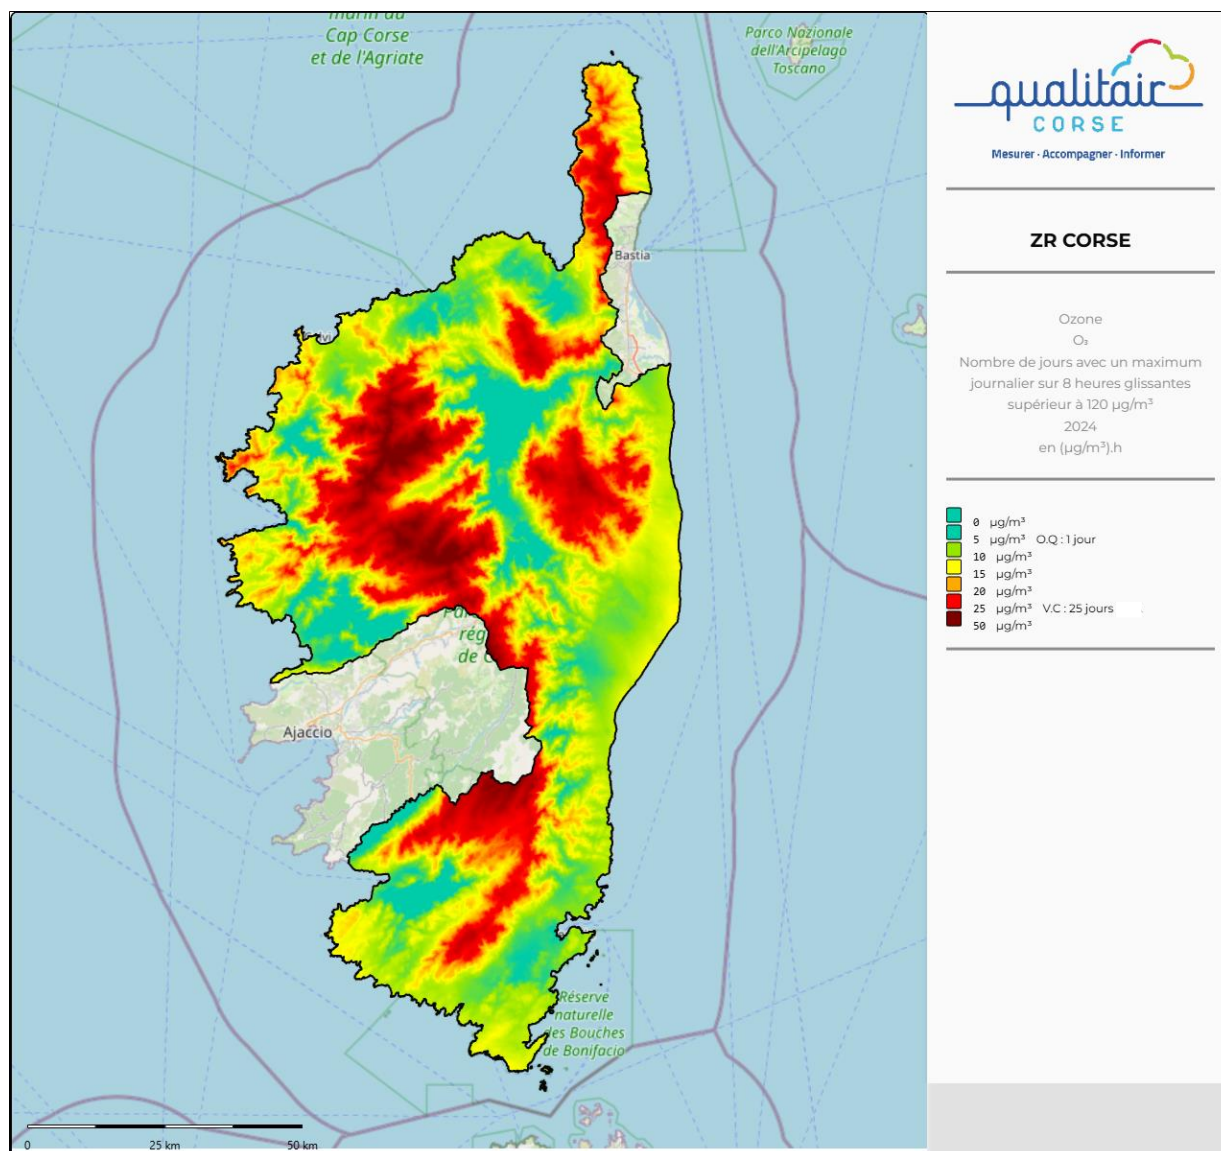 marin du
Cap Corse
et de l'Agriate
Parco Nazionale
dell'Arcipelago
Toscano
Bastia
Ajaccio
Réserve
naturelle
des Bouches
de Bonifacio
0 25 km 50 km
qualitair
CORSE
Mesurer · Accompagner · Informer
ZR CORSE
Ozone
O₃
Nombre de jours avec un maximum
journalier sur 8 heures glissantes
supérieur à 120 µg/m³
2024
en (µg/m³).h
0 µg/m³
5 µg/m³ O.Q : 1 jour
10 µg/m³
15 µg/m³
20 µg/m³
25 µg/m³ V.C : 25 jours
50 µg/m³